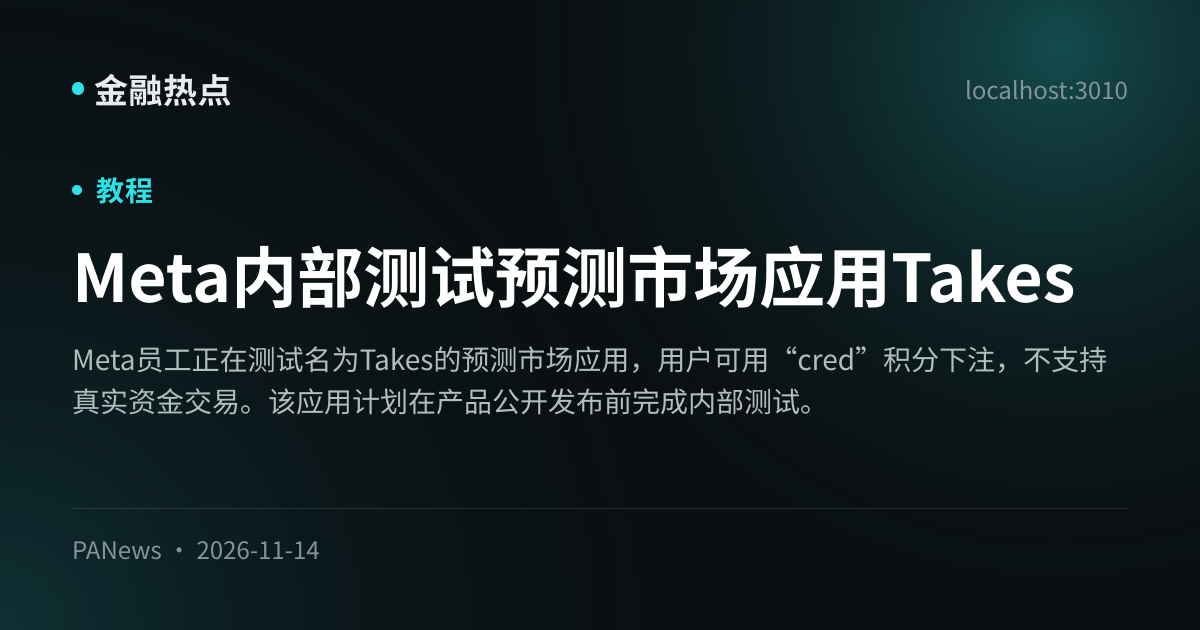 金融热点
localhost:3010
教程
Meta内部测试预测市场应用Takes
Meta员工正在测试名为Takes的预测市场应用，用户可用“cred”积分下注，不支持
真实资金交易。该应用计划在产品公开发布前完成内部测试。
PANews • 2026-11-14